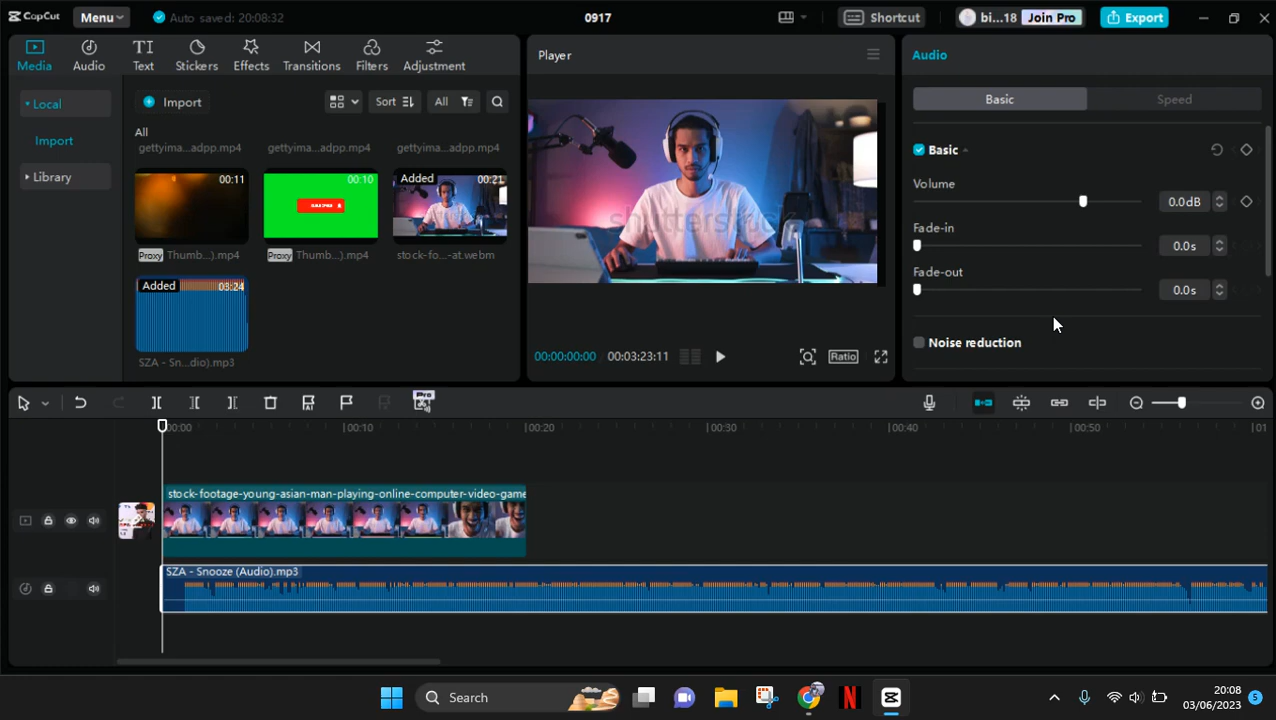 CapCut
Menu
Auto saved: 20:08:32
0917
Shortcut
bi...18
Join Pro
Export
Media
Audio
Text
Stickers
Effects
Transitions
Filters
Adjustment
Local
Import
Library
Import
Sort
All
All
gettyima...adpp.mp4
gettyima...adpp.mp4
gettyima...adpp.mp4
00:11
00:10
Added
00:21
Proxy
Thumb...).mp4
Proxy
Thumb...).mp4
stock-fo...-at.webm
Added
03:24
SZA - Sn...dio).mp3
Player
shutterstock
00:00:00:00
00:03:23:11
Ratio
Audio
Basic
Speed
Basic
Volume
0.0dB
Fade-in
0.0s
Fade-out
0.0s
Noise reduction
Pro
00:00
00:10
00:20
00:30
00:40
00:50
01
stock-footage-young-asian-man-playing-online-computer-video-game
SZA - Snooze (Audio).mp3
Search
20:08
03/06/2023
5